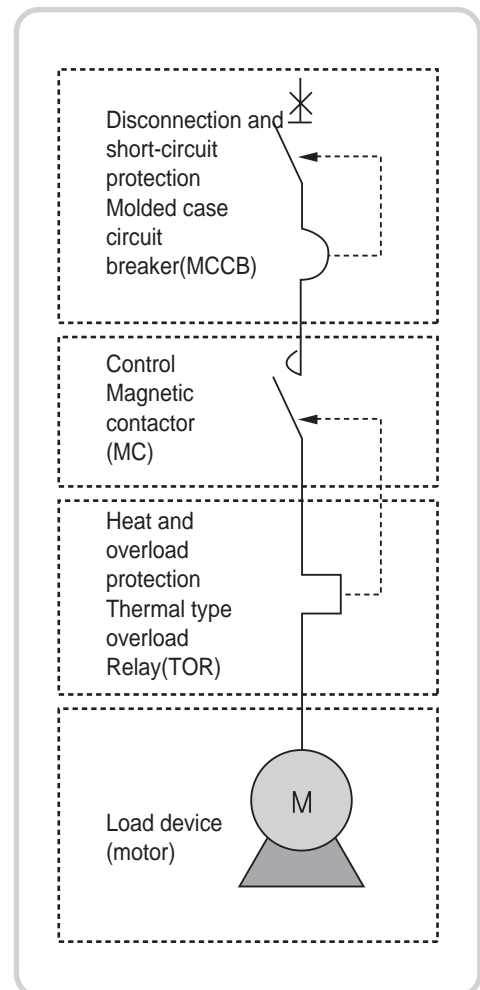 Disconnection and
short-circuit
protection
Molded case
circuit
breaker(MCCB)
Control
Magnetic
contactor
(MC)
Heat and
overload
protection
Thermal type
overload
Relay(TOR)
Load device
(motor)
M